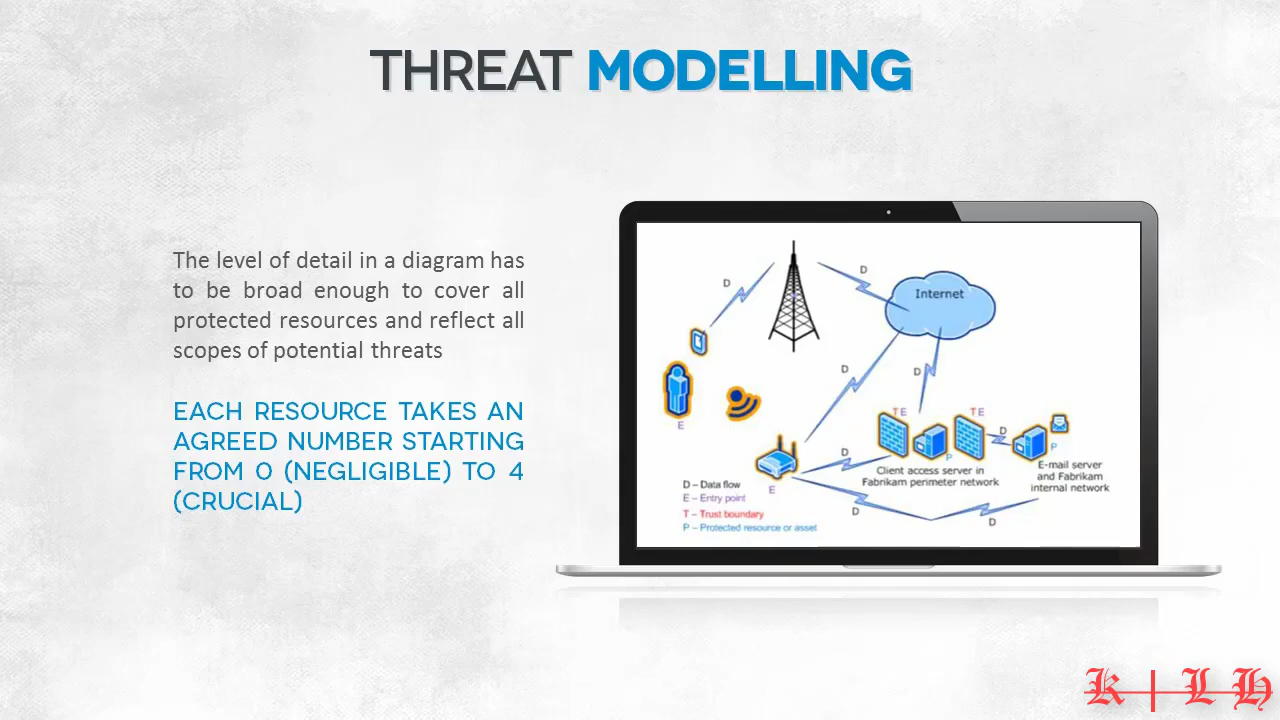 THREAT MODELLING
The level of detail in a diagram has
to be broad enough to cover all
protected resources and reflect all
scopes of potential threats
EACH RESOURCE TAKES AN
AGREED NUMBER STARTING
FROM 0 (NEGLIGIBLE) TO 4
(CRUCIAL)
D
D
Internet
D
D
E
T E
T E
D
P
P
D
Client access server in
Fabrikam perimeter network
E-mail server
and Fabrikam
internal network
E
D
D
D – Data flow
E – Entry point
T – Trust boundary
P – Protected resource or asset
K | L H